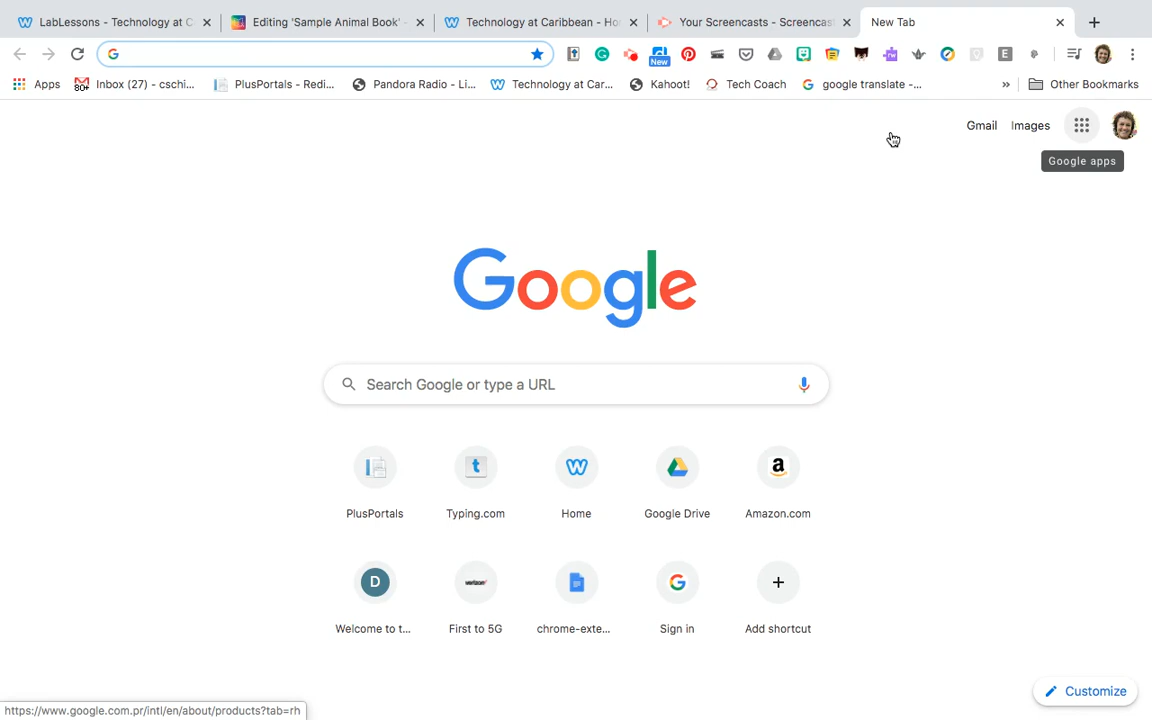 LabLessons - Technology at C
Editing 'Sample Animal Book' -
Technology at Caribbean - Ho
Your Screencasts - Screencast
New Tab
New
Apps
80+
Inbox (27) - cschi...
PlusPortals - Redi...
Pandora Radio - Li...
Technology at Car...
Kahoot!
Tech Coach
google translate -...
»
Other Bookmarks
Gmail
Images
Google apps
Google
Search Google or type a URL
PlusPortals
Typing.com
Home
Google Drive
Amazon.com
D
verizon
Welcome to t...
First to 5G
chrome-exte...
Sign in
Add shortcut
Customize
https://www.google.com.pr/intl/en/about/products?tab=rh